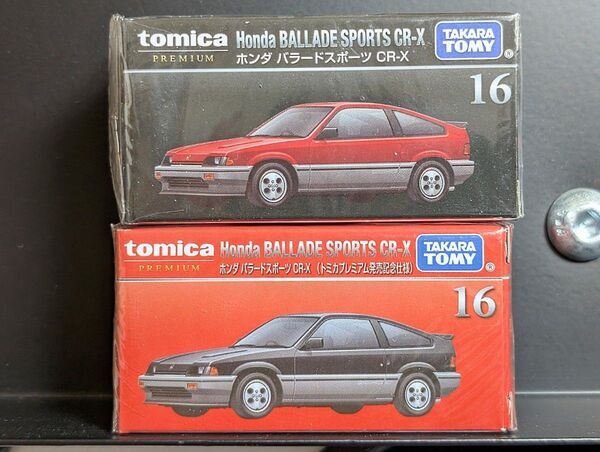 tomica
PREMIUM
Honda BALLADE SPORTS CR-X
ホンダ バラードスポーツ CR-X
TAKARA
TOMY
®
16
tomica
PREMIUM
Honda BALLADE SPORTS CR-X
ホンダ バラードスポーツ CR-X (トミカプレミアム発売記念仕様)
TAKARA
TOMY
®
16